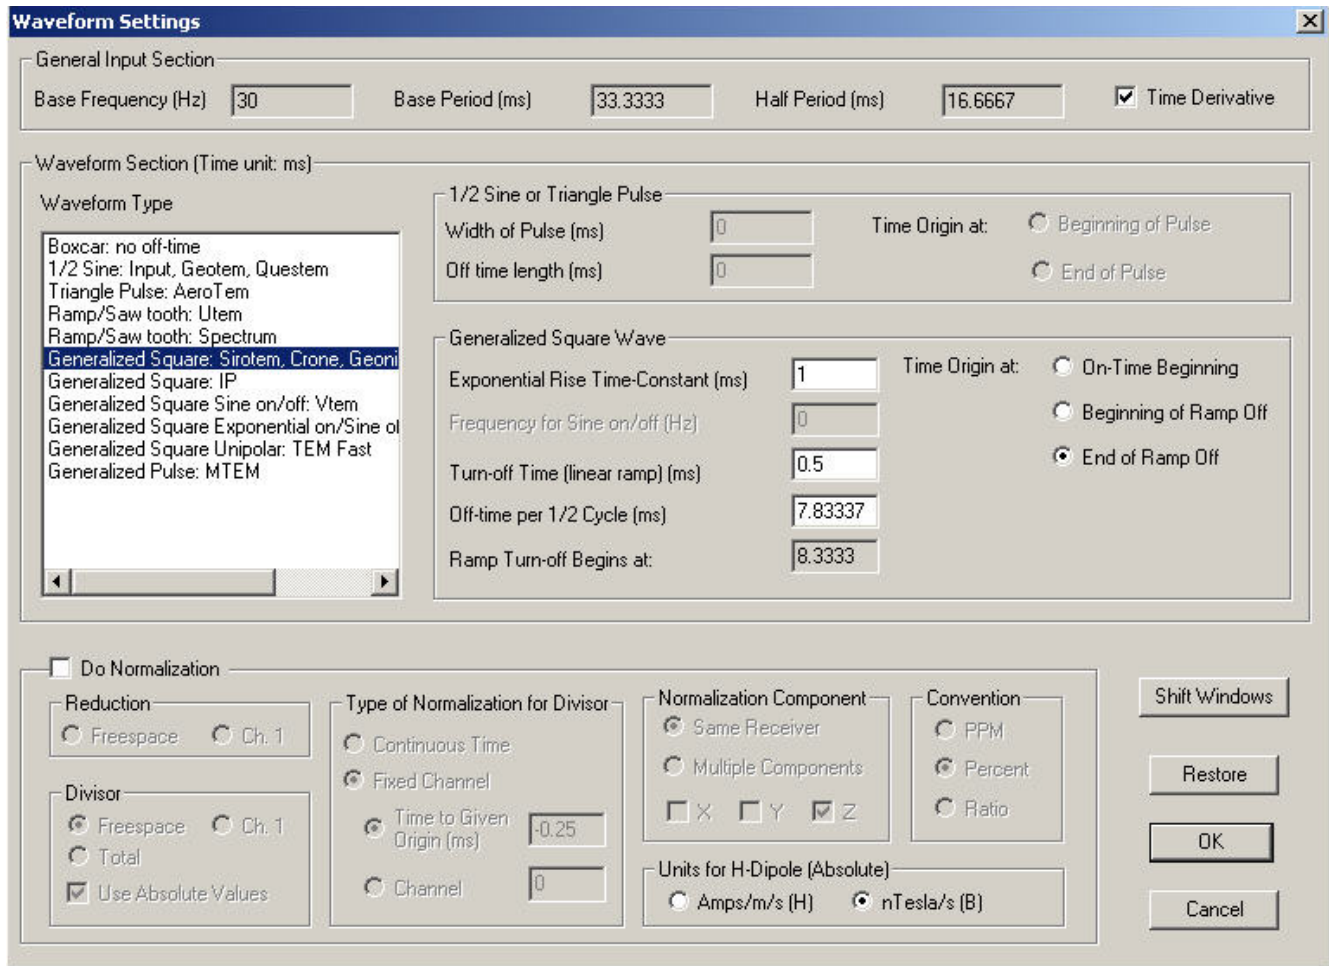 Waveform Settings
General Input Section
Base Frequency (Hz) 30 Base Period (ms) 33.3333 Half Period (ms) 16.6667 Time Derivative
Waveform Section (Time unit: ms)
Waveform Type
Boxcar: no off-time
1/2 Sine: Input, Geotem, Questem
Triangle Pulse: AeroTem
Ramp/Saw tooth: Utem
Ramp/Saw tooth: Spectrum
Generalized Square: Sirotem, Crone, Geoni
Generalized Square: IP
Generalized Square Sine on/off: Vtem
Generalized Square Exponential on/Sine of
Generalized Square Unipolar: TEM Fast
Generalized Pulse: MTEM
1/2 Sine or Triangle Pulse
Width of Pulse (ms) 0 Time Origin at: Beginning of Pulse
Off time length (ms) 0 End of Pulse
Generalized Square Wave
Exponential Rise Time-Constant (ms) 1 Time Origin at: On-Time Beginning
Frequency for Sine on/off (Hz) 0 Beginning of Ramp Off
Turn-off Time (linear ramp) (ms) 0.5 End of Ramp Off
Off-time per 1/2 Cycle (ms) 7.83337
Ramp Turn-off Begins at: 8.3333
Do Normalization
Reduction
Freespace Ch. 1
Divisor
Freespace Ch. 1
Total
Use Absolute Values
Type of Normalization for Divisor
Continuous Time
Fixed Channel
Time to Given
Origin (ms) -0.25
Channel 0
Normalization Component
Same Receiver
Multiple Components
X Y Z
Convention
PPM
Percent
Ratio
Units for H-Dipole (Absolute)
Amps/m/s (H) nTesla/s (B)
Shift Windows
Restore
OK
Cancel